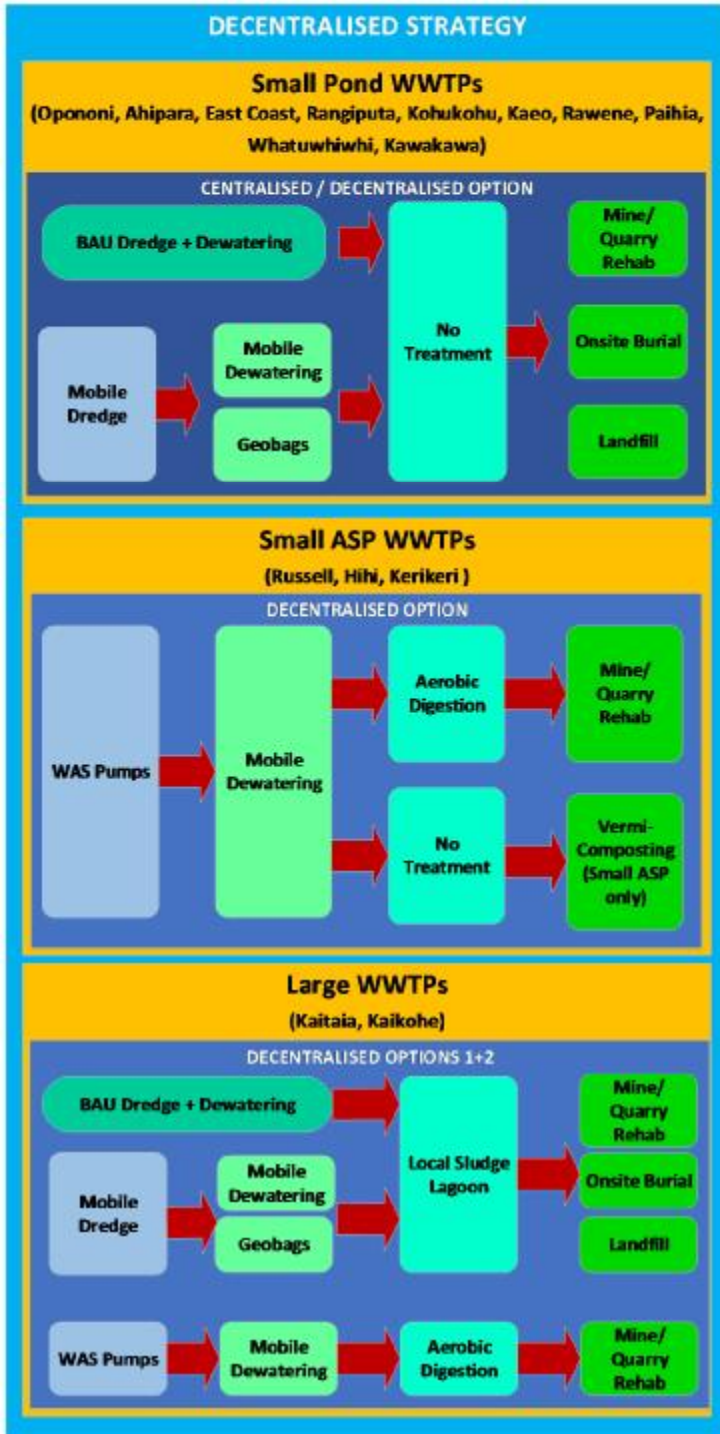 DECENTRALISED STRATEGY
Small Pond WWTPs
(Opononi, Ahipara, East Coast, Rangiputa, Kohukohu, Kaeo, Rawene, Paihia,
Whatuwhiwhi, Kawakawa)
CENTRALISED / DECENTRALISED OPTION
BAU Dredge + Dewatering
Mobile
Dredge
Mobile
Dewatering
Geobags
No
Treatment
Mine/
Quarry
Rehab
Onsite Burial
Landfill
Small ASP WWTPs
(Russell, Hihi, Kerikeri )
DECENTRALISED OPTION
WAS Pumps
Mobile
Dewatering
Aerobic
Digestion
No
Treatment
Mine/
Quarry
Rehab
Vermi-
Composting
(Small ASP
only)
Large WWTPs
(Kaitaia, Kaikohe)
DECENTRALISED OPTIONS 1+2
BAU Dredge + Dewatering
Mobile
Dredge
Mobile
Dewatering
Geobags
Local Sludge
Lagoon
Mine/
Quarry
Rehab
Onsite Burial
Landfill
WAS Pumps
Mobile
Dewatering
Aerobic
Digestion
Mine/
Quarry
Rehab